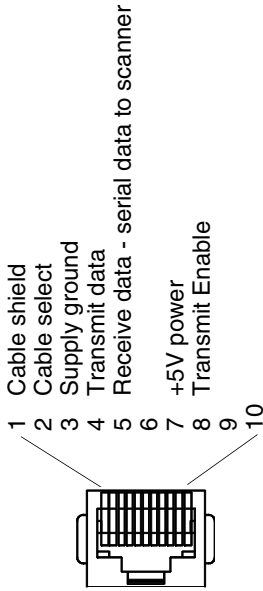 1 Cable shield
2 Cable select
3 Supply ground
4 Transmit data
5 Receive data - serial data to scanner
6
7 +5V power
8 Transmit Enable
9
10